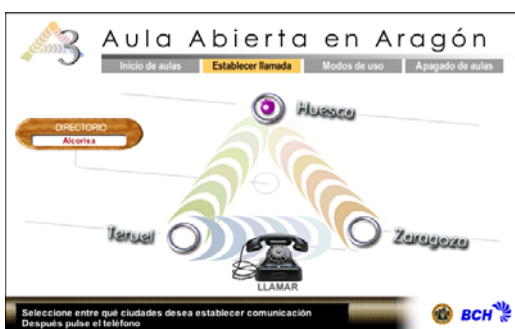 Aula Abierta en Aragón
3
Inicio de aulas
Establecer llamada
Modos de uso
Apagado de aulas
Huesca
DIRECTORIO
Alcorisa
Teruel
Zaragoza
LLAMAR
Seleccione entre qué ciudades desea establecer comunicación
Después pulse el teléfono
BCH